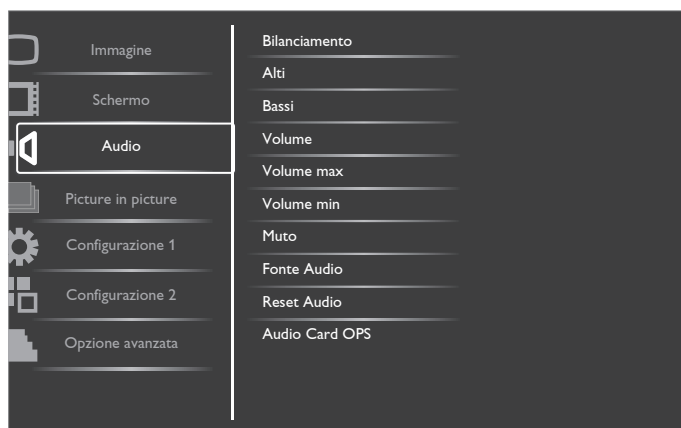 Immagine
Schermo
Audio
Picture in picture
Configurazione 1
Configurazione 2
Opzione avanzata
Bilanciamento
Alti
Bassi
Volume
Volume max
Volume min
Muto
Fonte Audio
Reset Audio
Audio Card OPS